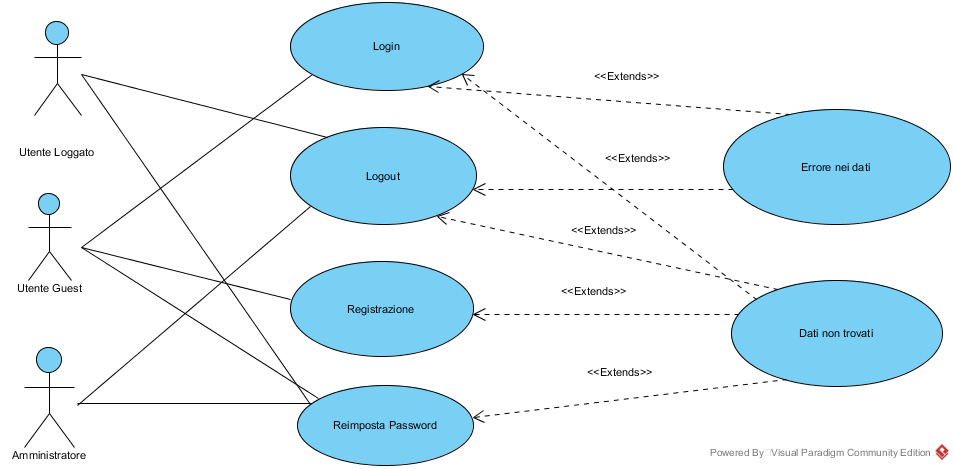 Login
<<Extends>>
Utente Loggato
<<Extends>>
Errore nei dati
Logout
Utente Guest
<<Extends>>
<<Extends>>
Registrazione
Dati non trovati
<<Extends>>
Reimposta Password
Amministratore
Powered By Visual Paradigm Community Edition